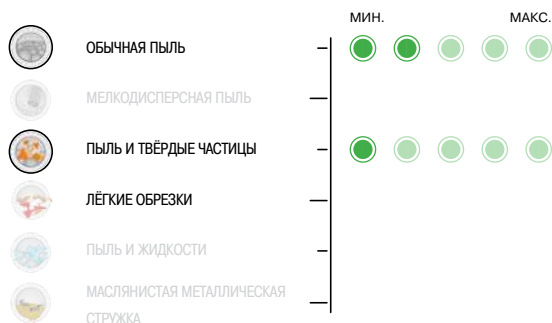 МИН. МАКС.
ОБЫЧНАЯ ПЫЛЬ
МЕЛКОДИСПЕРСНАЯ ПЫЛЬ
ПЫЛЬ И ТВЁРДЫЕ ЧАСТИЦЫ
ЛЁГКИЕ ОБРЕЗКИ
ПЫЛЬ И ЖИДКОСТИ
МАСЛЯНИСТАЯ МЕТАЛЛИЧЕСКАЯ
СТРУЖКА